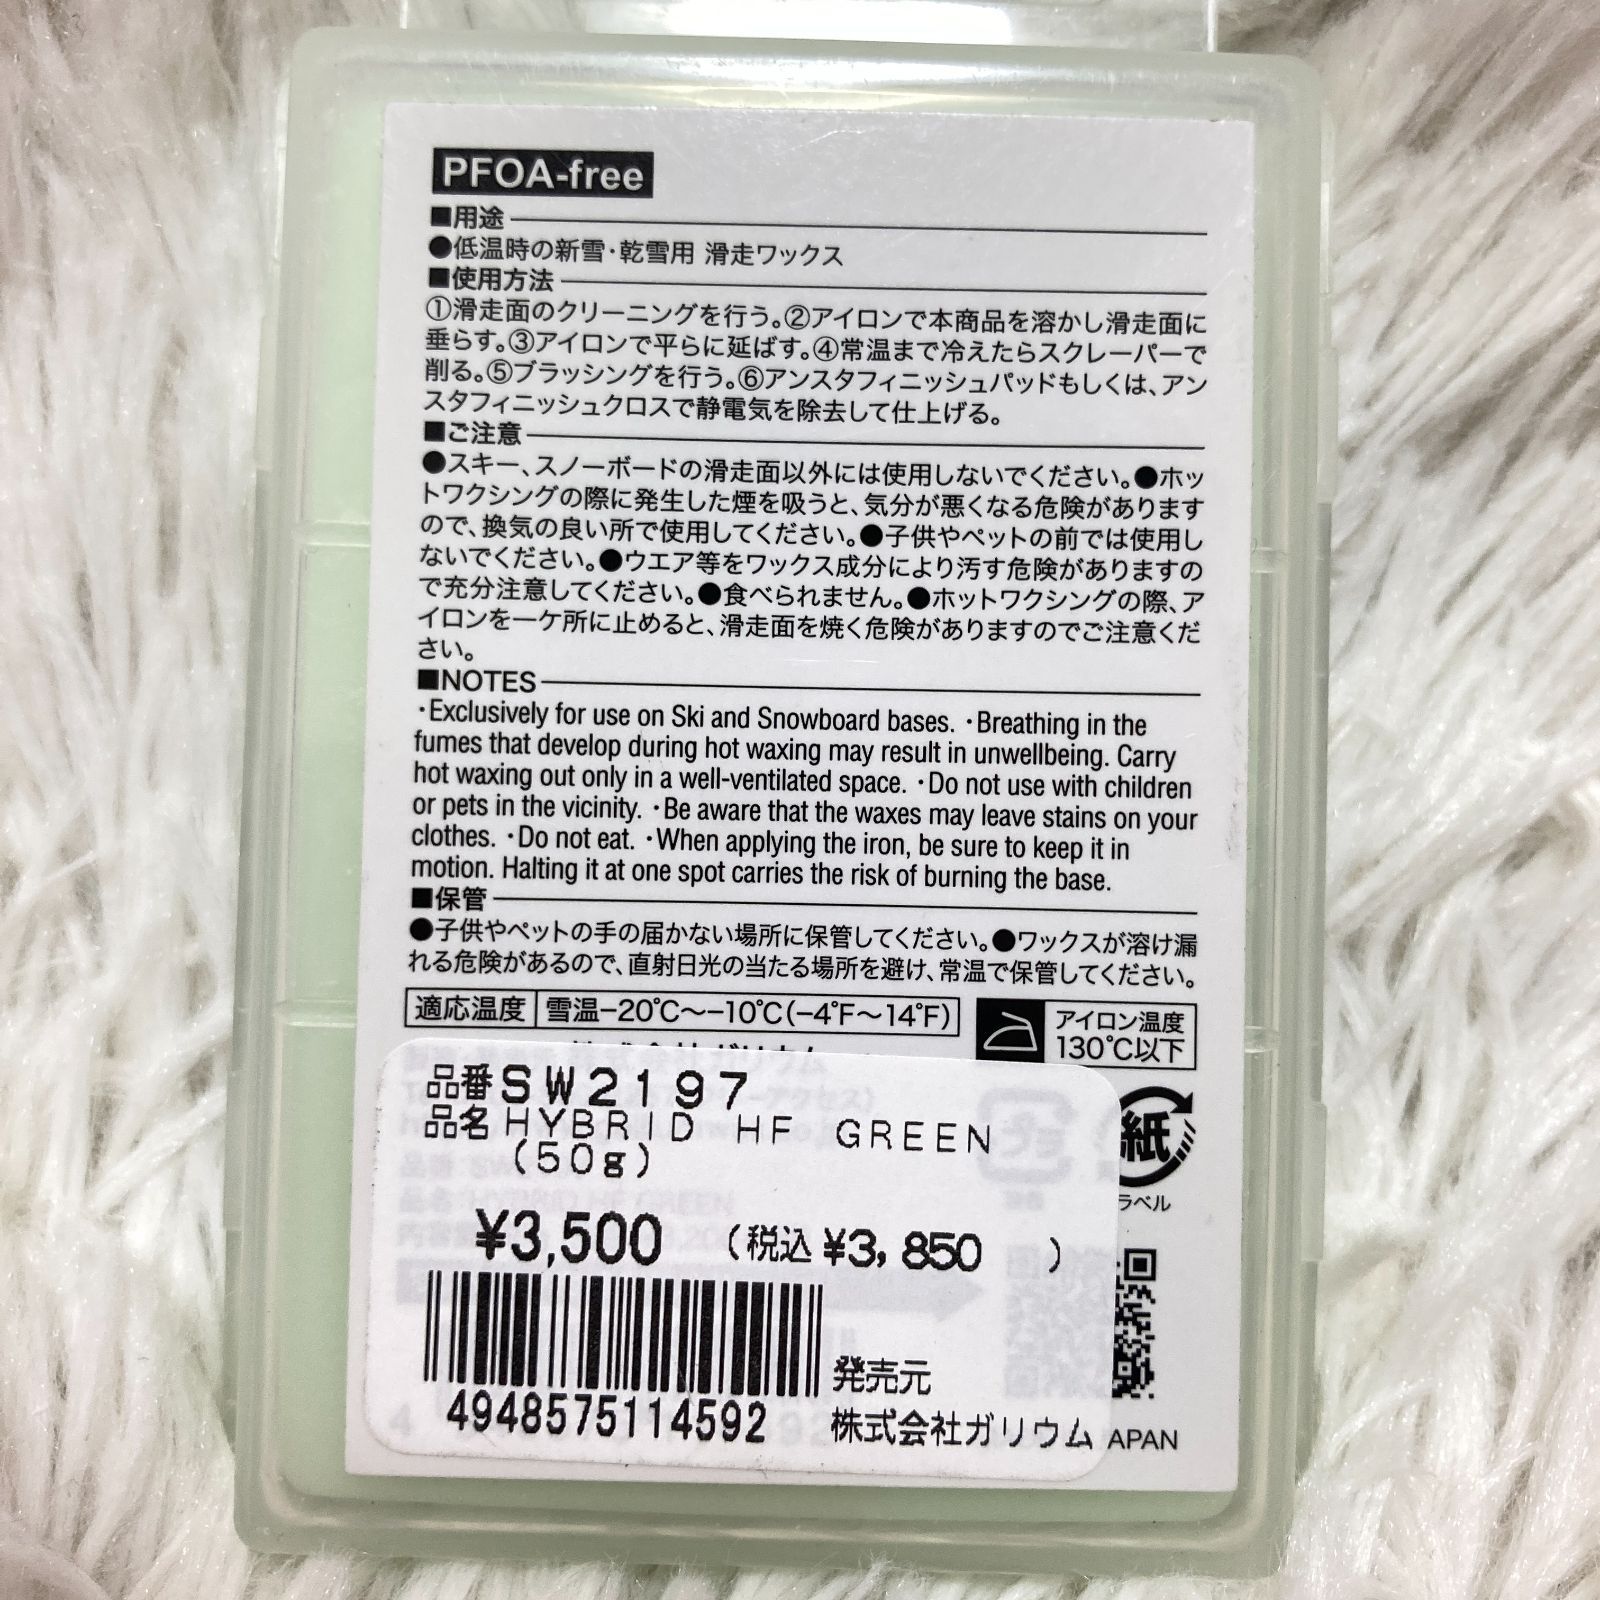 PFOA-free
■用途
●低温時の新雪・乾雪用 滑走ワックス
■使用方法
①滑走面のクリーニングを行う。②アイロンで本商品を溶かし滑走面に
垂らす。③アイロンで平らに延ばす。④常温まで冷えたらスクレーパーで
削る。⑤ブラッシングを行う。⑥アンスタフィニッシュパッドもしくは、アン
スタフィニッシュクロスで静電気を除去して仕上げる。
■ご注意
●スキー、スノーボードの滑走面以外には使用しないでください。●ホッ
トワクシングの際に発生した煙を吸うと、気分が悪くなる危険があります
ので、換気の良い所で使用してください。●子供やペットの前では使用し
ないでください。●ウエア等をワックス成分により汚す危険がありますの
で充分注意してください。●食べられません。●ホットワクシングの際、ア
イロンを一ケ所に止めると、滑走面を焼く危険がありますのでご注意くだ
さい。
■NOTES
・Exclusively for use on Ski and Snowboard bases. ・Breathing in the
fumes that develop during hot waxing may result in unwellbeing. Carry
hot waxing out only in a well-ventilated space. ・Do not use with children
or pets in the vicinity. ・Be aware that the waxes may leave stains on your
clothes. ・Do not eat. ・When applying the iron, be sure to keep it in
motion. Halting it at one spot carries the risk of burning the base.
■保管
●子供やペットの手の届かない場所に保管してください。●ワックスが溶け漏
れる危険があるので、直射日光の当たる場所を避け、常温で保管してください。
適応温度 雪温-20℃〜-10℃(-4℉〜14℉)
アイロン温度
130℃以下
品番SW2197
品名HYBRID HF GREEN
(50g)
紙
ラベル
¥3,500 (税込¥3,850 )
発売元
4948575114592 株式会社ガリウム
APAN